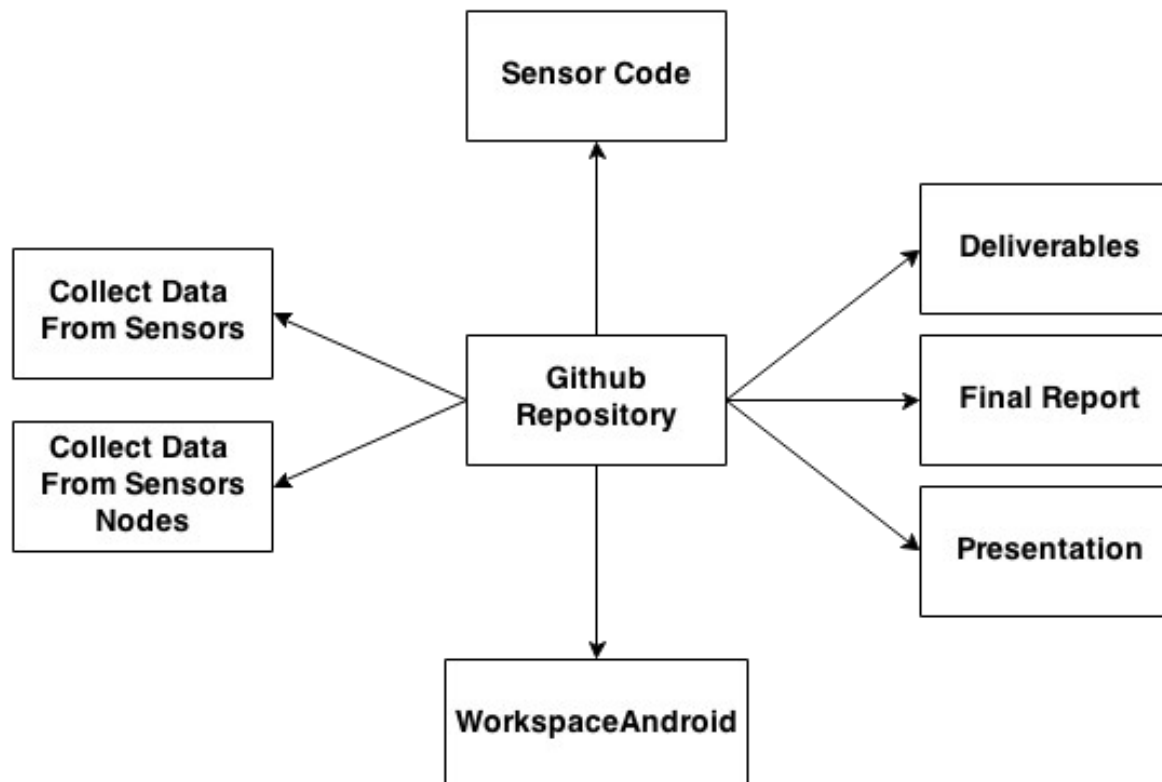 Sensor Code
Deliverables
Collect Data
From Sensors
Github
Repository
Final Report
Collect Data
From Sensors
Nodes
Presentation
WorkspaceAndroid